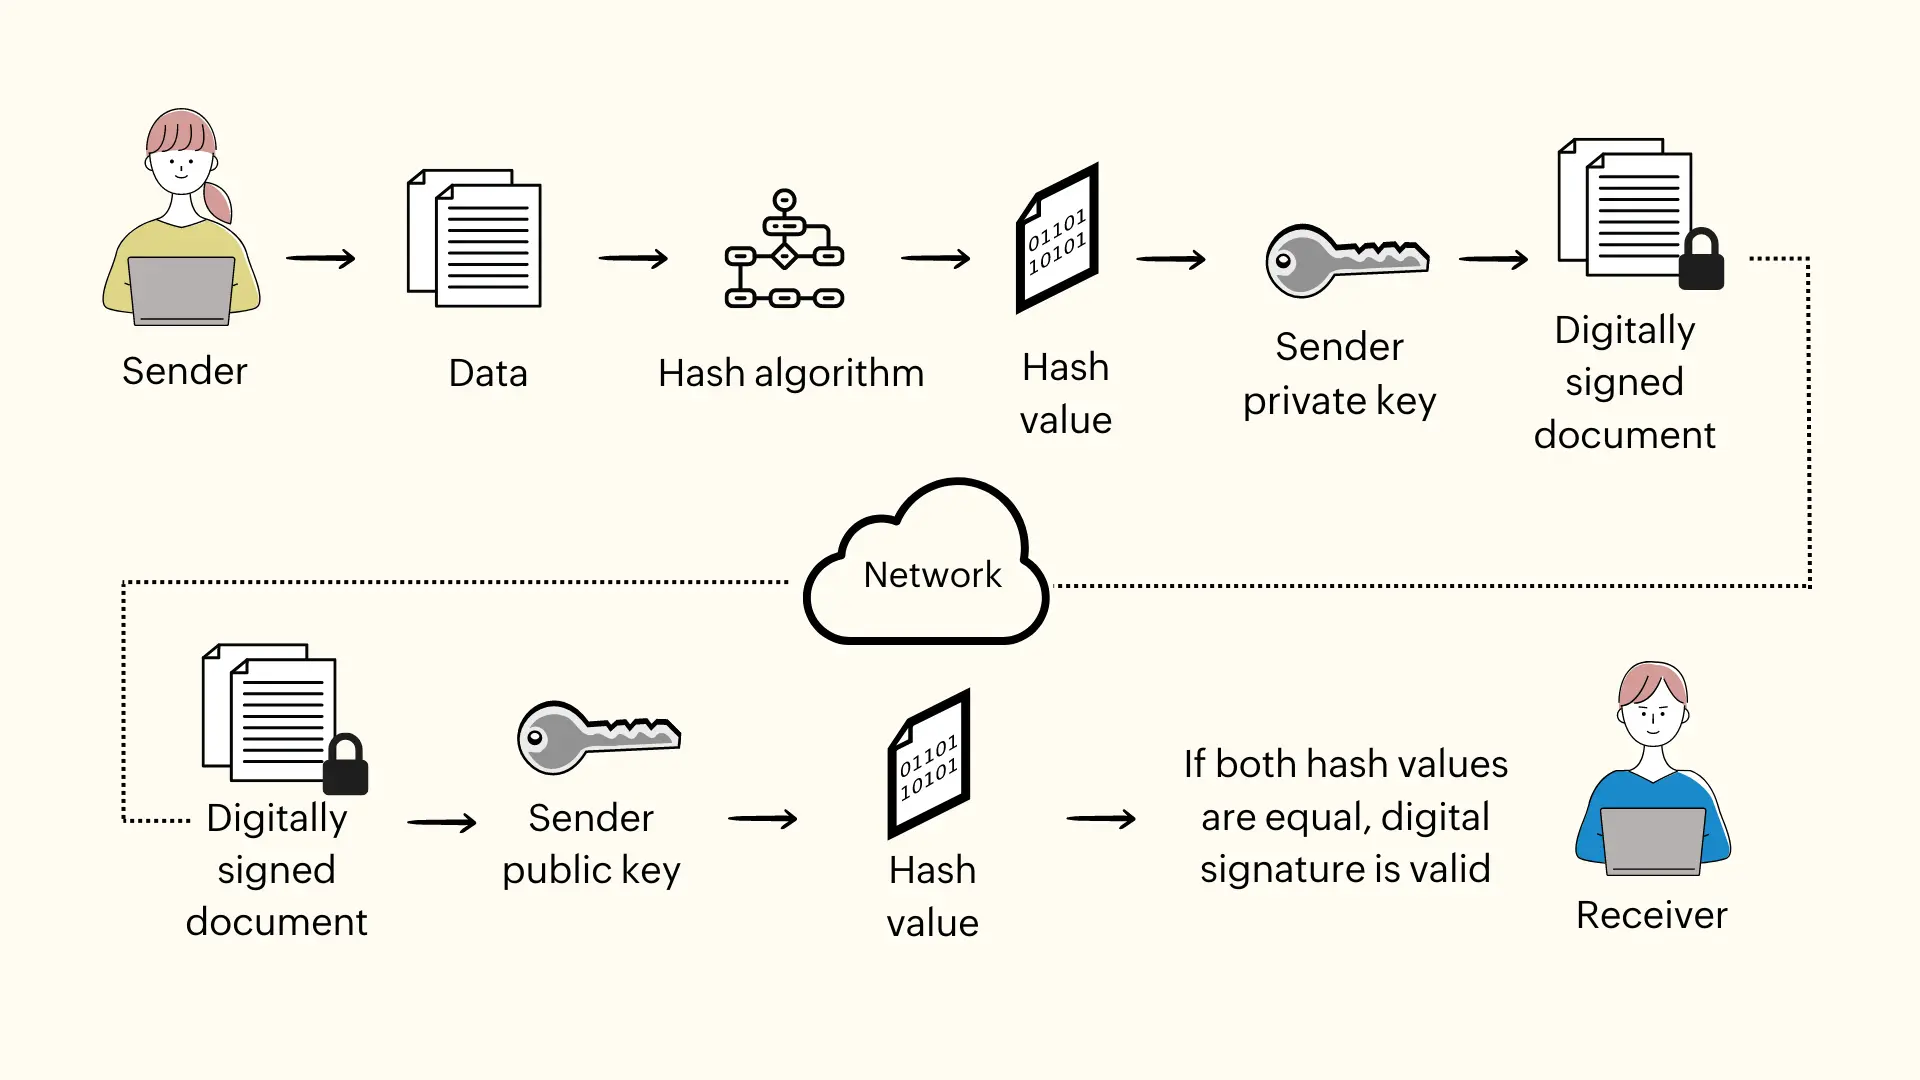 Sender
Data
Hash algorithm
01101
10101
Hash
value
Sender
private key
Digitally
signed
document
Network
Digitally
signed
document
Sender
public key
01101
10101
Hash
value
If both hash values
are equal, digital
signature is valid
Receiver